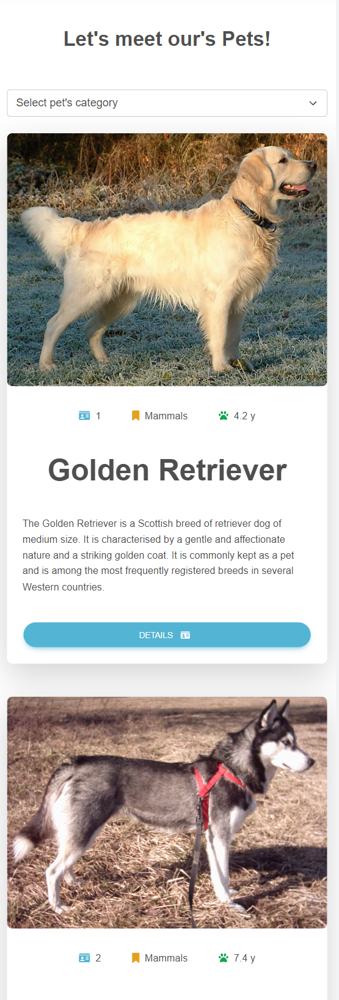 Let's meet our's Pets!
Select pet's category
1 Mammals 4.2 y
Golden Retriever
The Golden Retriever is a Scottish breed of retriever dog of
medium size. It is characterised by a gentle and affectionate
nature and a striking golden coat. It is commonly kept as a pet
and is among the most frequently registered breeds in several
Western countries.
DETAILS
2 Mammals 7.4 y